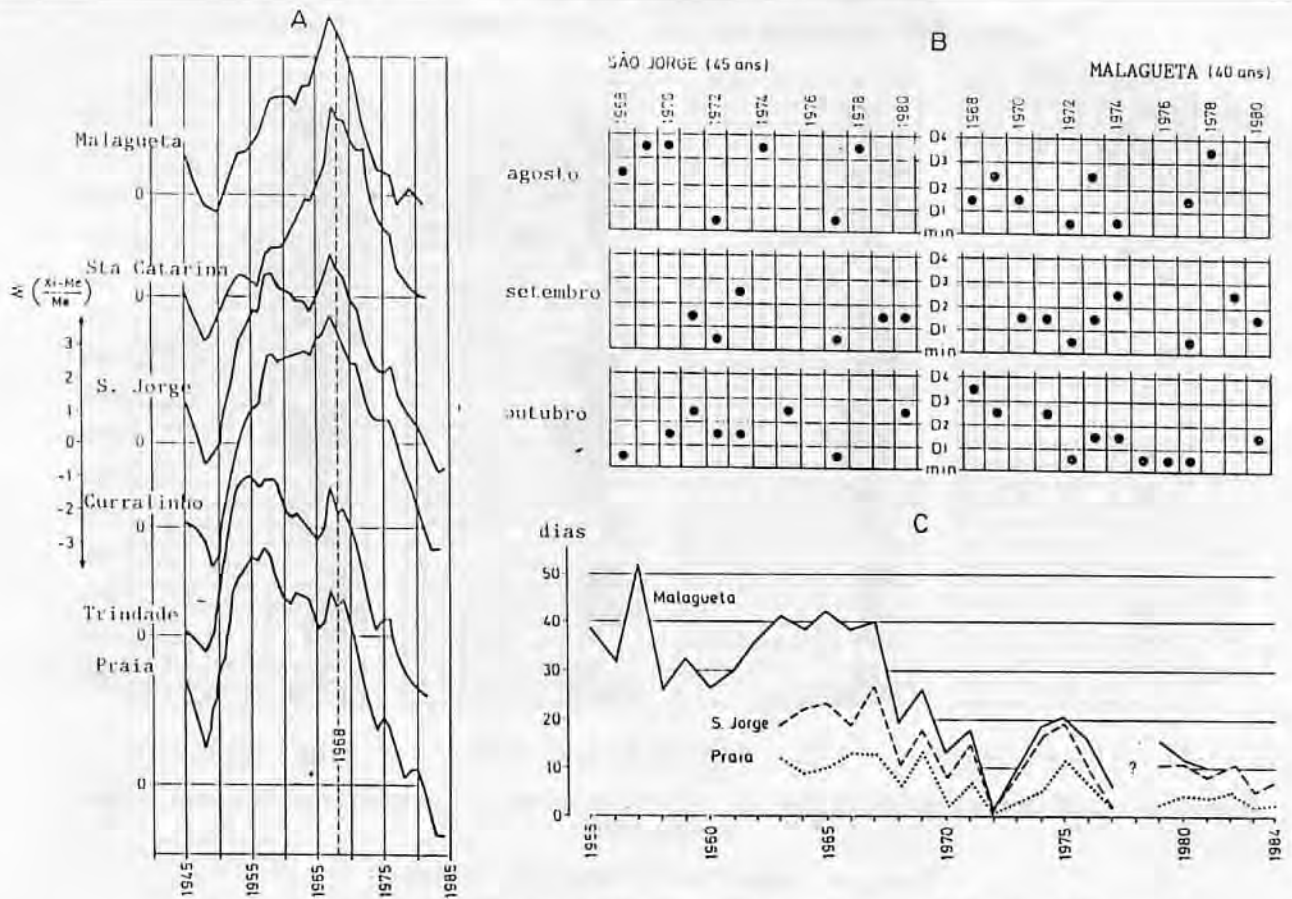 A
Malagueta
0
Sta Catarina
0
Σ (Xi-Me/Me)
3
2
S. Jorge
1
0
0
-1
-2
Curralinho
0
-3
Trindade
0
Praia
0
1968
1945
1955
1965
1975
1985
B
SÃO JORGE (45 ans)
MALAGUETA (40 ans)
1968
1970
1972
1974
1976
1978
1980
1968
1970
1972
1974
1976
1978
1980
agosto
D4
D3
D2
D1
min
setembro
D4
D3
D2
D1
min
outubro
D4
D3
D2
D1
min
C
dias
50
40
30
20
10
0
Malagueta
S. Jorge
Praia
?
1955
1960
1965
1970
1975
1980
1984